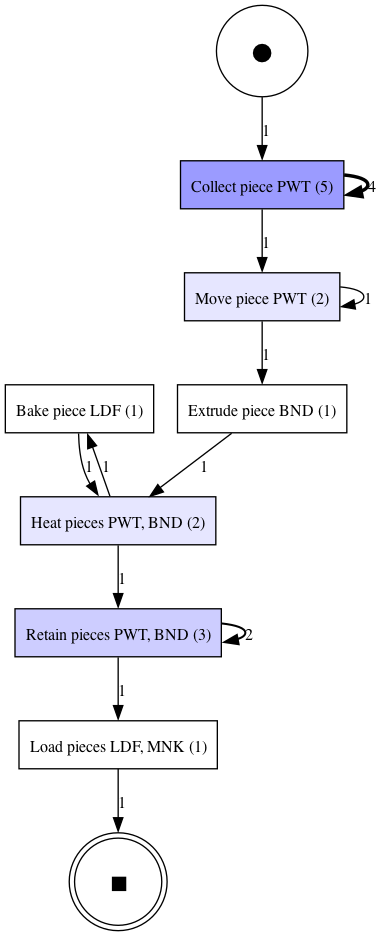 1
Collect piece PWT (5)
4
1
Move piece PWT (2)
1
1
Bake piece LDF (1)
Extrude piece BND (1)
1
1
1
Heat pieces PWT, BND (2)
1
Retain pieces PWT, BND (3)
2
1
Load pieces LDF, MNK (1)
1